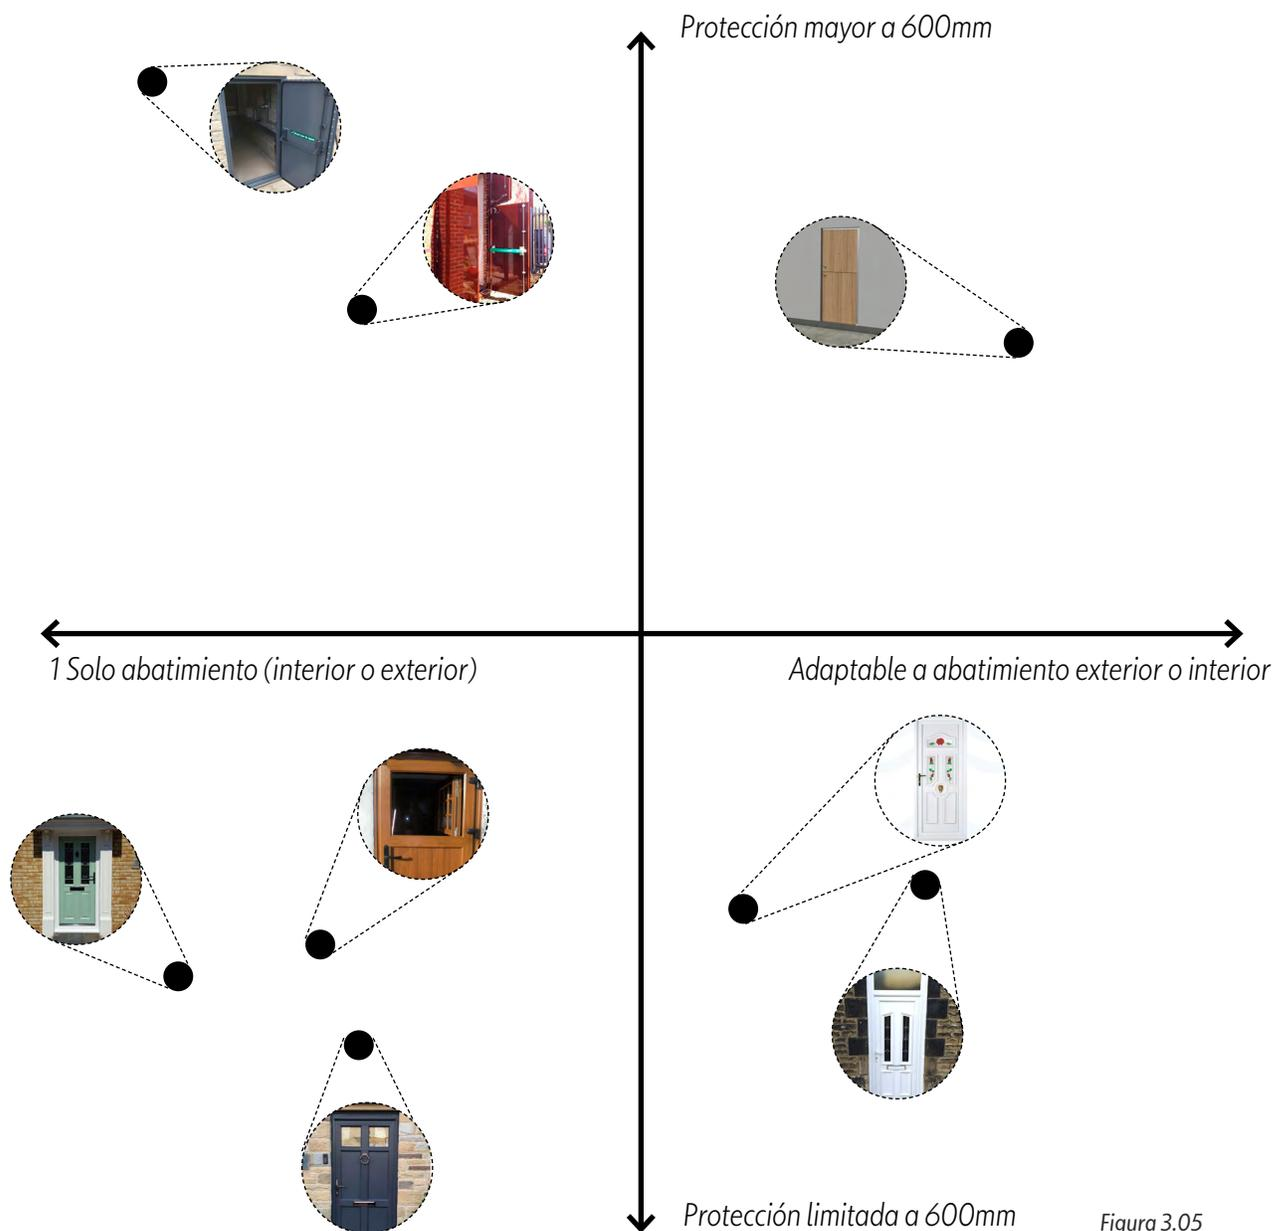 Protección mayor a 600mm
1 Solo abatimiento (interior o exterior)
Adaptable a abatimiento exterior o interior
Protección limitada a 600mm
Figura 3.05